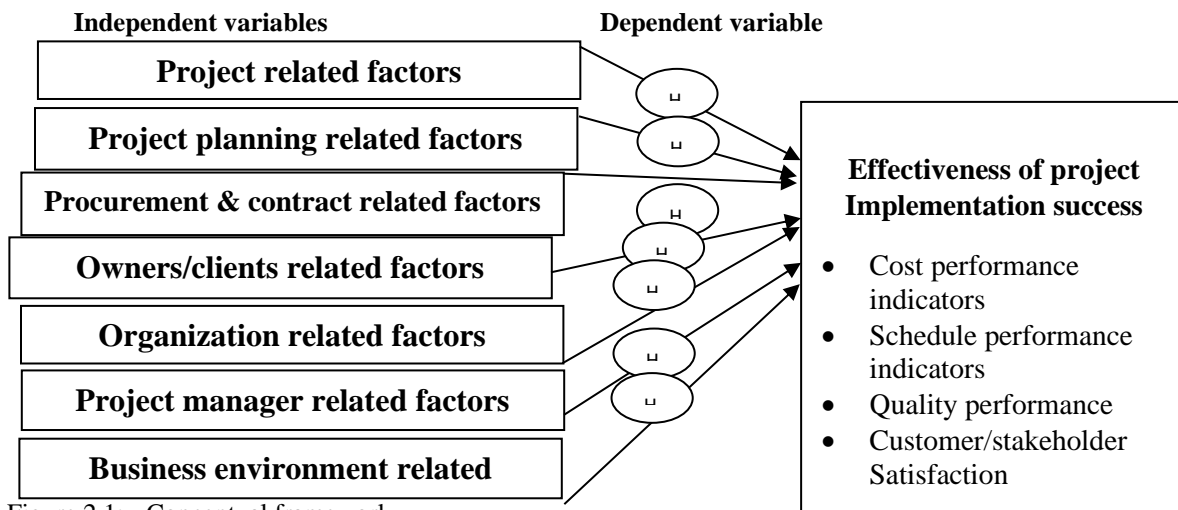 Independent variables
Dependent variable
Project related factors
Project planning related factors
Procurement & contract related factors
Owners/clients related factors
Organization related factors
Project manager related factors
Business environment related
Effectiveness of project
Implementation success
• Cost performance
indicators
• Schedule performance
indicators
• Quality performance
• Customer/stakeholder
Satisfaction